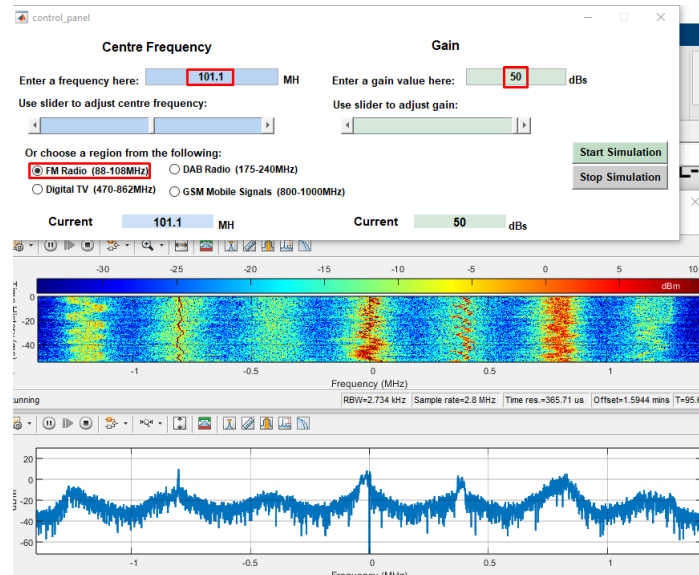 control_panel
Centre Frequency
Gain
Enter a frequency here: 101.1 MH
Enter a gain value here: 50 dBs
Use slider to adjust centre frequency:
Use slider to adjust gain:
Or choose a region from the following:
FM Radio (88-108MHz)
DAB Radio (175-240MHz)
Digital TV (470-862MHz)
GSM Mobile Signals (800-1000MHz)
Start Simulation
Stop Simulation
Current 101.1 MH
Current 50 dBs
-30 -25 -20 -15 -10 -5 0 5 10
dBm
0
-20
-40
-1 -0.5 0 0.5 1
Frequency (MHz)
unning
RBW=2.734 kHz Sample rate=2.8 MHz Time res.=365.71 us Offset=1.5944 mins T=95.6
20
0
-20
-40
-60
-1 -0.5 0 0.5 1
Frequency (MHz)